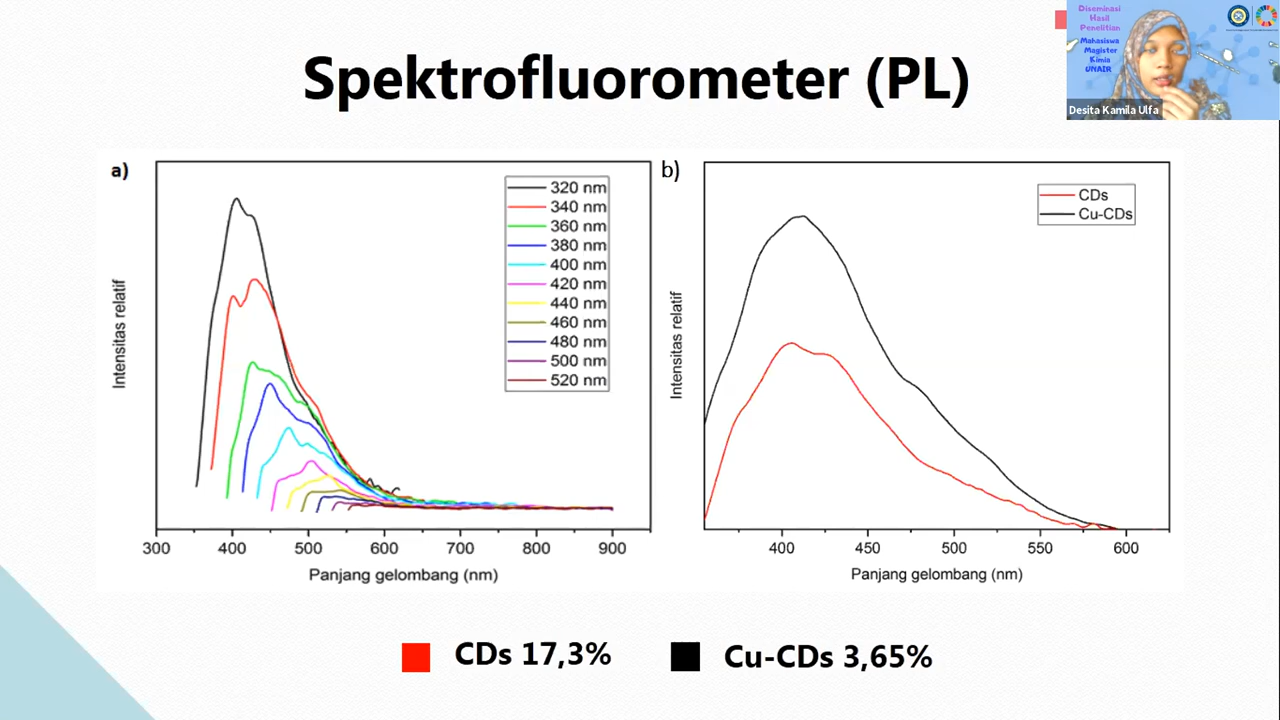 Spektrofluorometer (PL)
Diseminasi
Hasil
Penelitian
Mahasiswa
Magister
Kimia
UNAIR
Desita Kamila Ulfa
a)
320 nm
340 nm
360 nm
380 nm
400 nm
420 nm
440 nm
460 nm
480 nm
500 nm
520 nm
Intensitas relatif
300 400 500 600 700 800 900
Panjang gelombang (nm)
b)
CDs
Cu-CDs
Intensitas relatif
400 450 500 550 600
Panjang gelombang (nm)
CDs 17,3%
Cu-CDs 3,65%